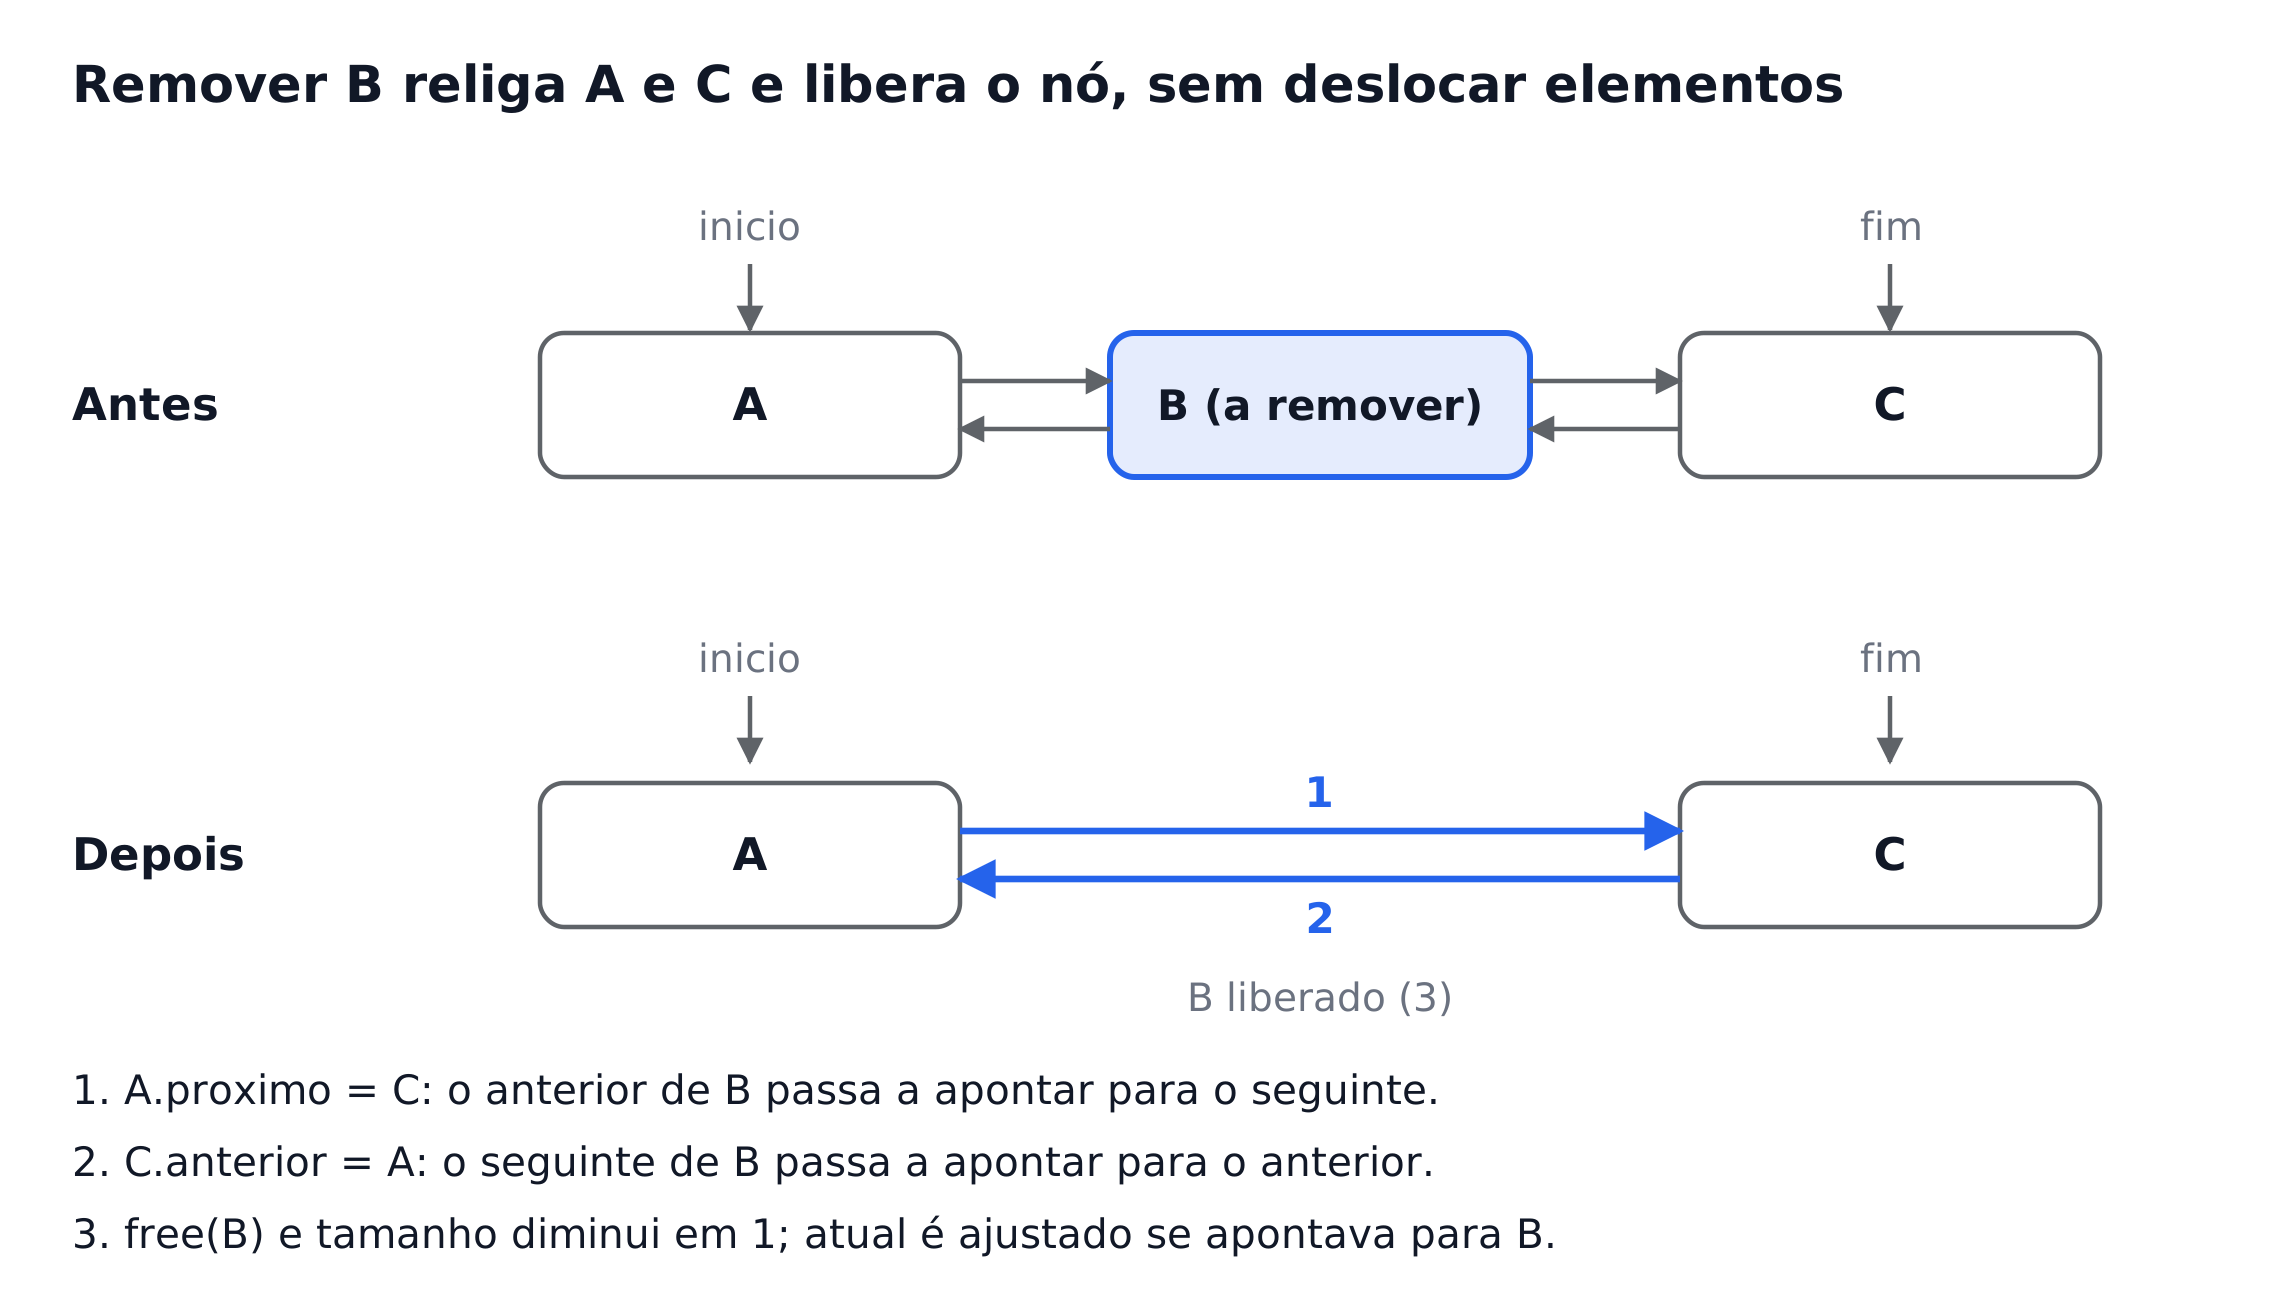 Remover B religa A e C e libera o nó, sem deslocar elementos
inicio
fim
Antes
A
B (a remover)
C
inicio
fim
1
Depois
A
C
2
B liberado (3)
1. A.proximo = C: o anterior de B passa a apontar para o seguinte.
2. C.anterior = A: o seguinte de B passa a apontar para o anterior.
3. free(B) e tamanho diminui em 1; atual é ajustado se apontava para B.